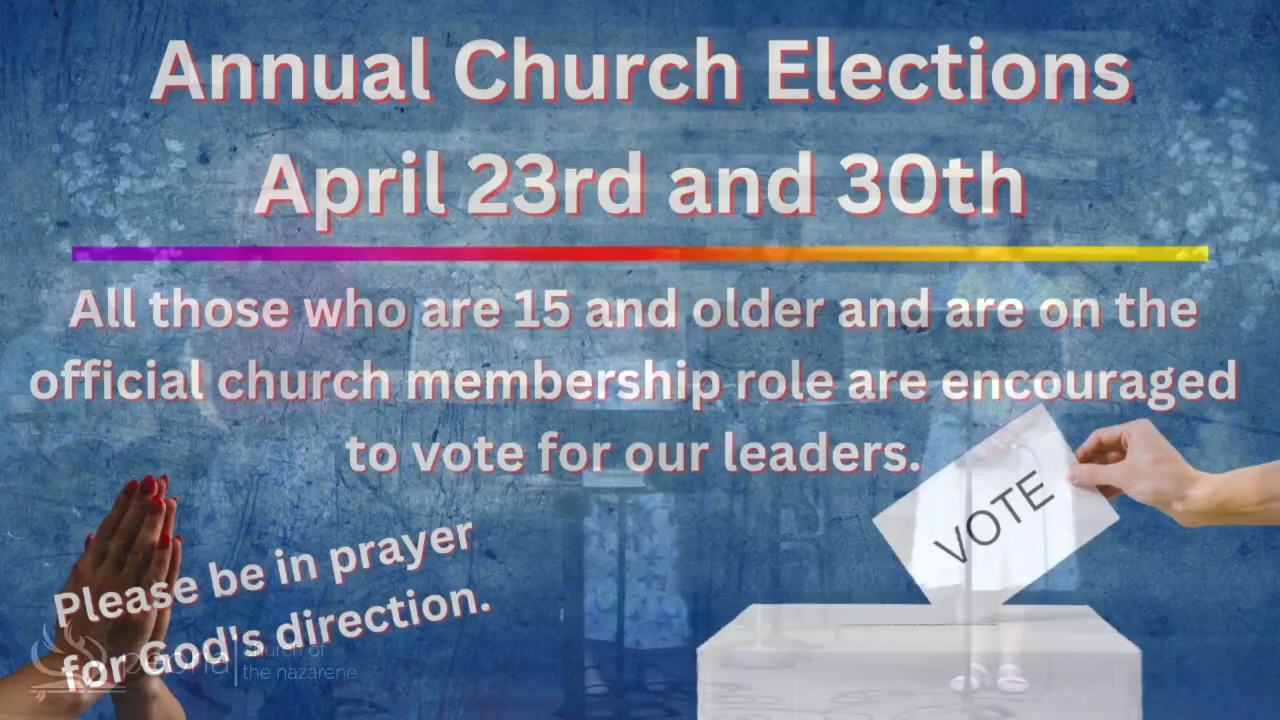 Annual Church Elections
April 23rd and 30th
All those who are 15 and older and are on the
official church membership role are encouraged
to vote for our leaders.
VOTE
Please be in prayer
for God's direction.
church of
the nazarene